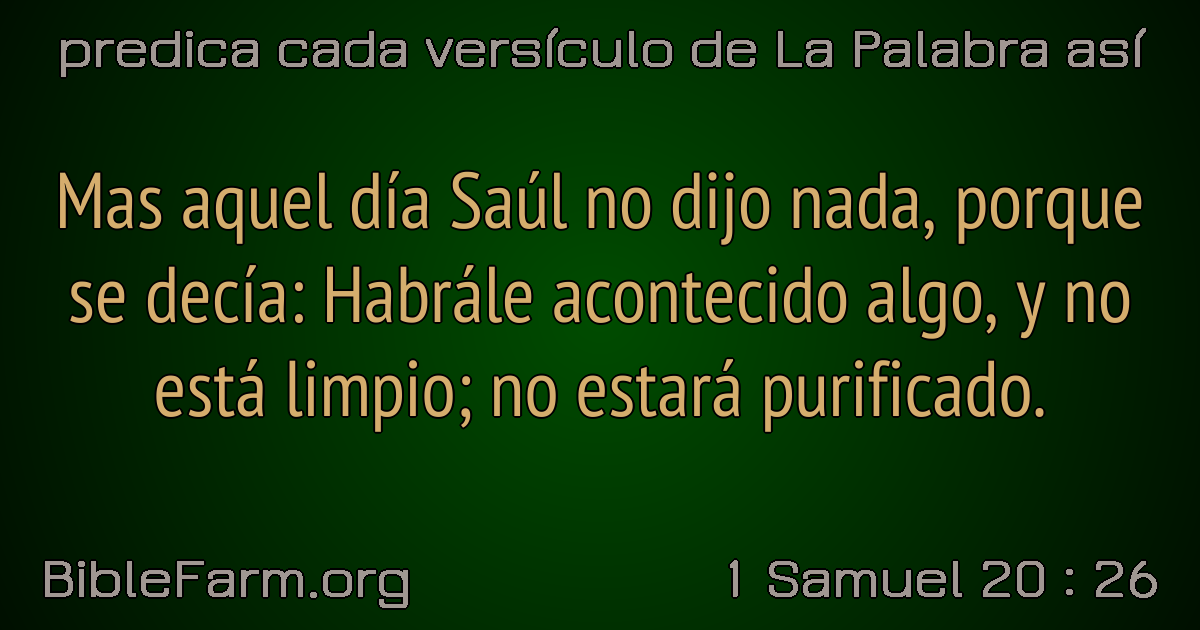 predica cada versículo de La Palabra así
Mas aquel día Saúl no dijo nada, porque
se decía: Habrále acontecido algo, y no
está limpio; no estará purificado.
BibleFarm.org
1 Samuel 20 : 26